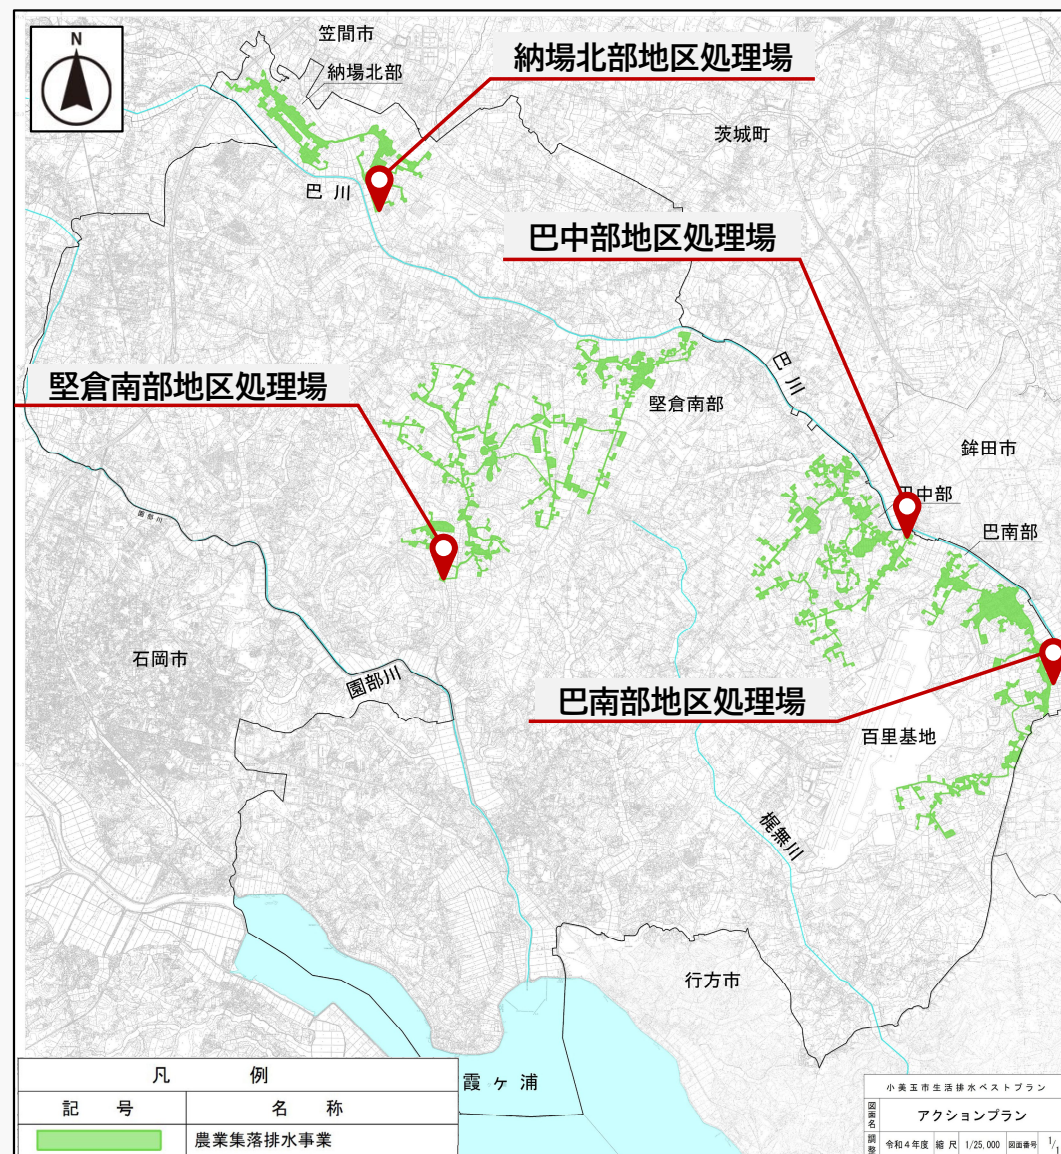 N
笠間市
納場北部
納場北部地区処理場
茨城町
巴川
巴中部地区処理場
堅倉南部地区処理場
巴川
堅倉南部
鉾田市
巴中部
園部川
巴南部
石岡市
園部川
巴南部地区処理場
百里基地
梶無川
行方市
霞ヶ浦
凡 例
記 号 名 称
農業集落排水事業
小美玉市生活排水ベストプラン
図面名 アクションプラン
調整 令和4年度 縮尺 1/25,000 図面番号 1/1